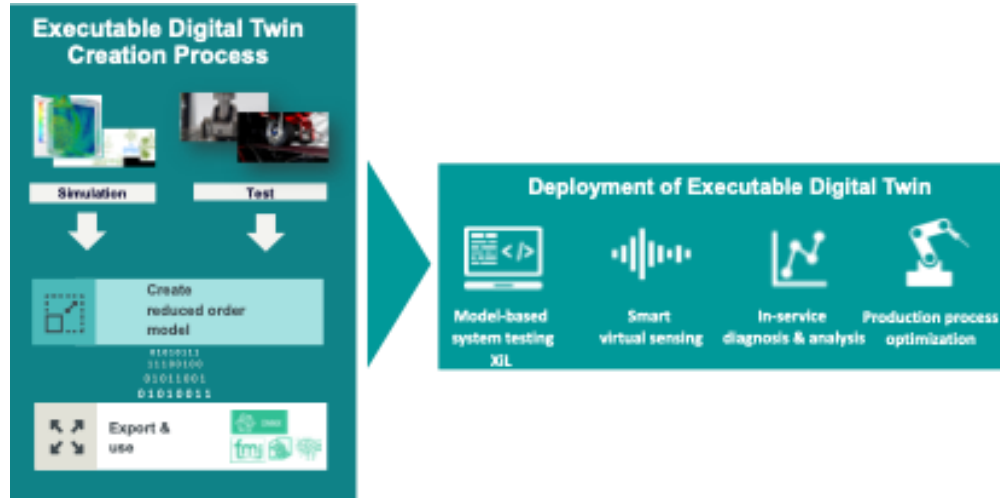 Executable Digital Twin
Creation Process
Simulation
Test
Create
reduced order
model
01010111
11100100
01011001
01010011
Export &
use
fmi
Deployment of Executable Digital Twin
</>
Model-based
system testing
XiL
Smart
virtual sensing
In-service
diagnosis & analysis
Production process
optimization